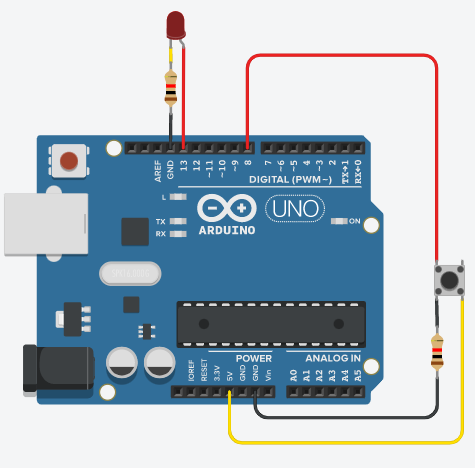 AREF
GND
13
12
~11
~10
~9
8
7
~6
~5
4
~3
2
TX→1
RX←0
DIGITAL (PWM~)
L
TX
RX
UNO
ARDUINO
ON
IOREF
RESET
3.3V
5V
GND
GND
Vin
POWER
ANALOG IN
A0
A1
A2
A3
A4
A5